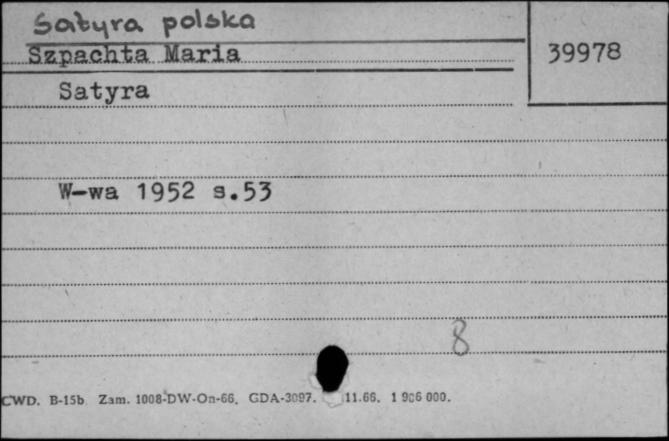 Satyra polska
Szpachta Maria
39978
Satyra
W-wa 1952 s.53
8
CWD. B-15b Zam. 1008-DW-On-66. GDA-3097. 11.66. 1 906 000.